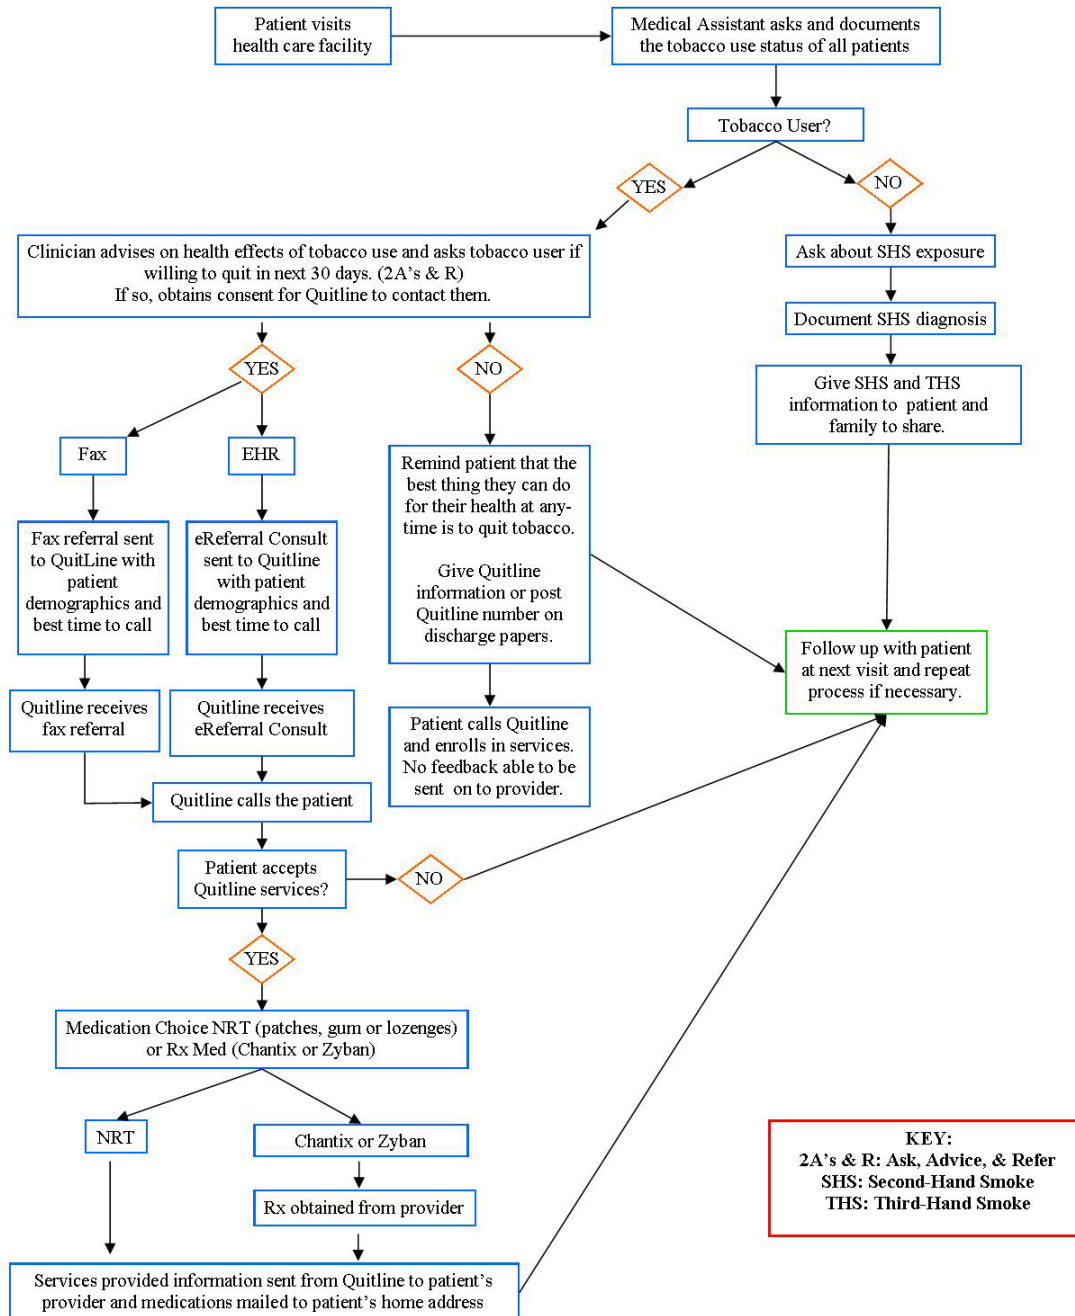 Patient visits
health care facility
Medical Assistant asks and documents
the tobacco use status of all patients
Tobacco User?
YES
NO
Clinician advises on health effects of tobacco use and asks tobacco user if
willing to quit in next 30 days. (2A's & R)
If so, obtains consent for Quitline to contact them.
Ask about SHS exposure
Document SHS diagnosis
YES
NO
Give SHS and THS
information to patient and
family to share.
Fax
EHR
Remind patient that the
best thing they can do
for their health at any-
time is to quit tobacco.
Give Quitline
information or post
Quitline number on
discharge papers.
Fax referral sent
to QuitLine with
patient
demographics and
best time to call
eReferral Consult
sent to Quitline
with patient
demographics and
best time to call
Follow up with patient
at next visit and repeat
process if necessary.
Quitline receives
fax referral
Quitline receives
eReferral Consult
Patient calls Quitline
and enrolls in services.
No feedback able to be
sent on to provider.
Quitline calls the patient
Patient accepts
Quitline services?
NO
YES
Medication Choice NRT (patches, gum or lozenges)
or Rx Med (Chantix or Zyban)
NRT
Chantix or Zyban
Rx obtained from provider
Services provided information sent from Quitline to patient's
provider and medications mailed to patient's home address
KEY:
2A's & R: Ask, Advice, & Refer
SHS: Second-Hand Smoke
THS: Third-Hand Smoke